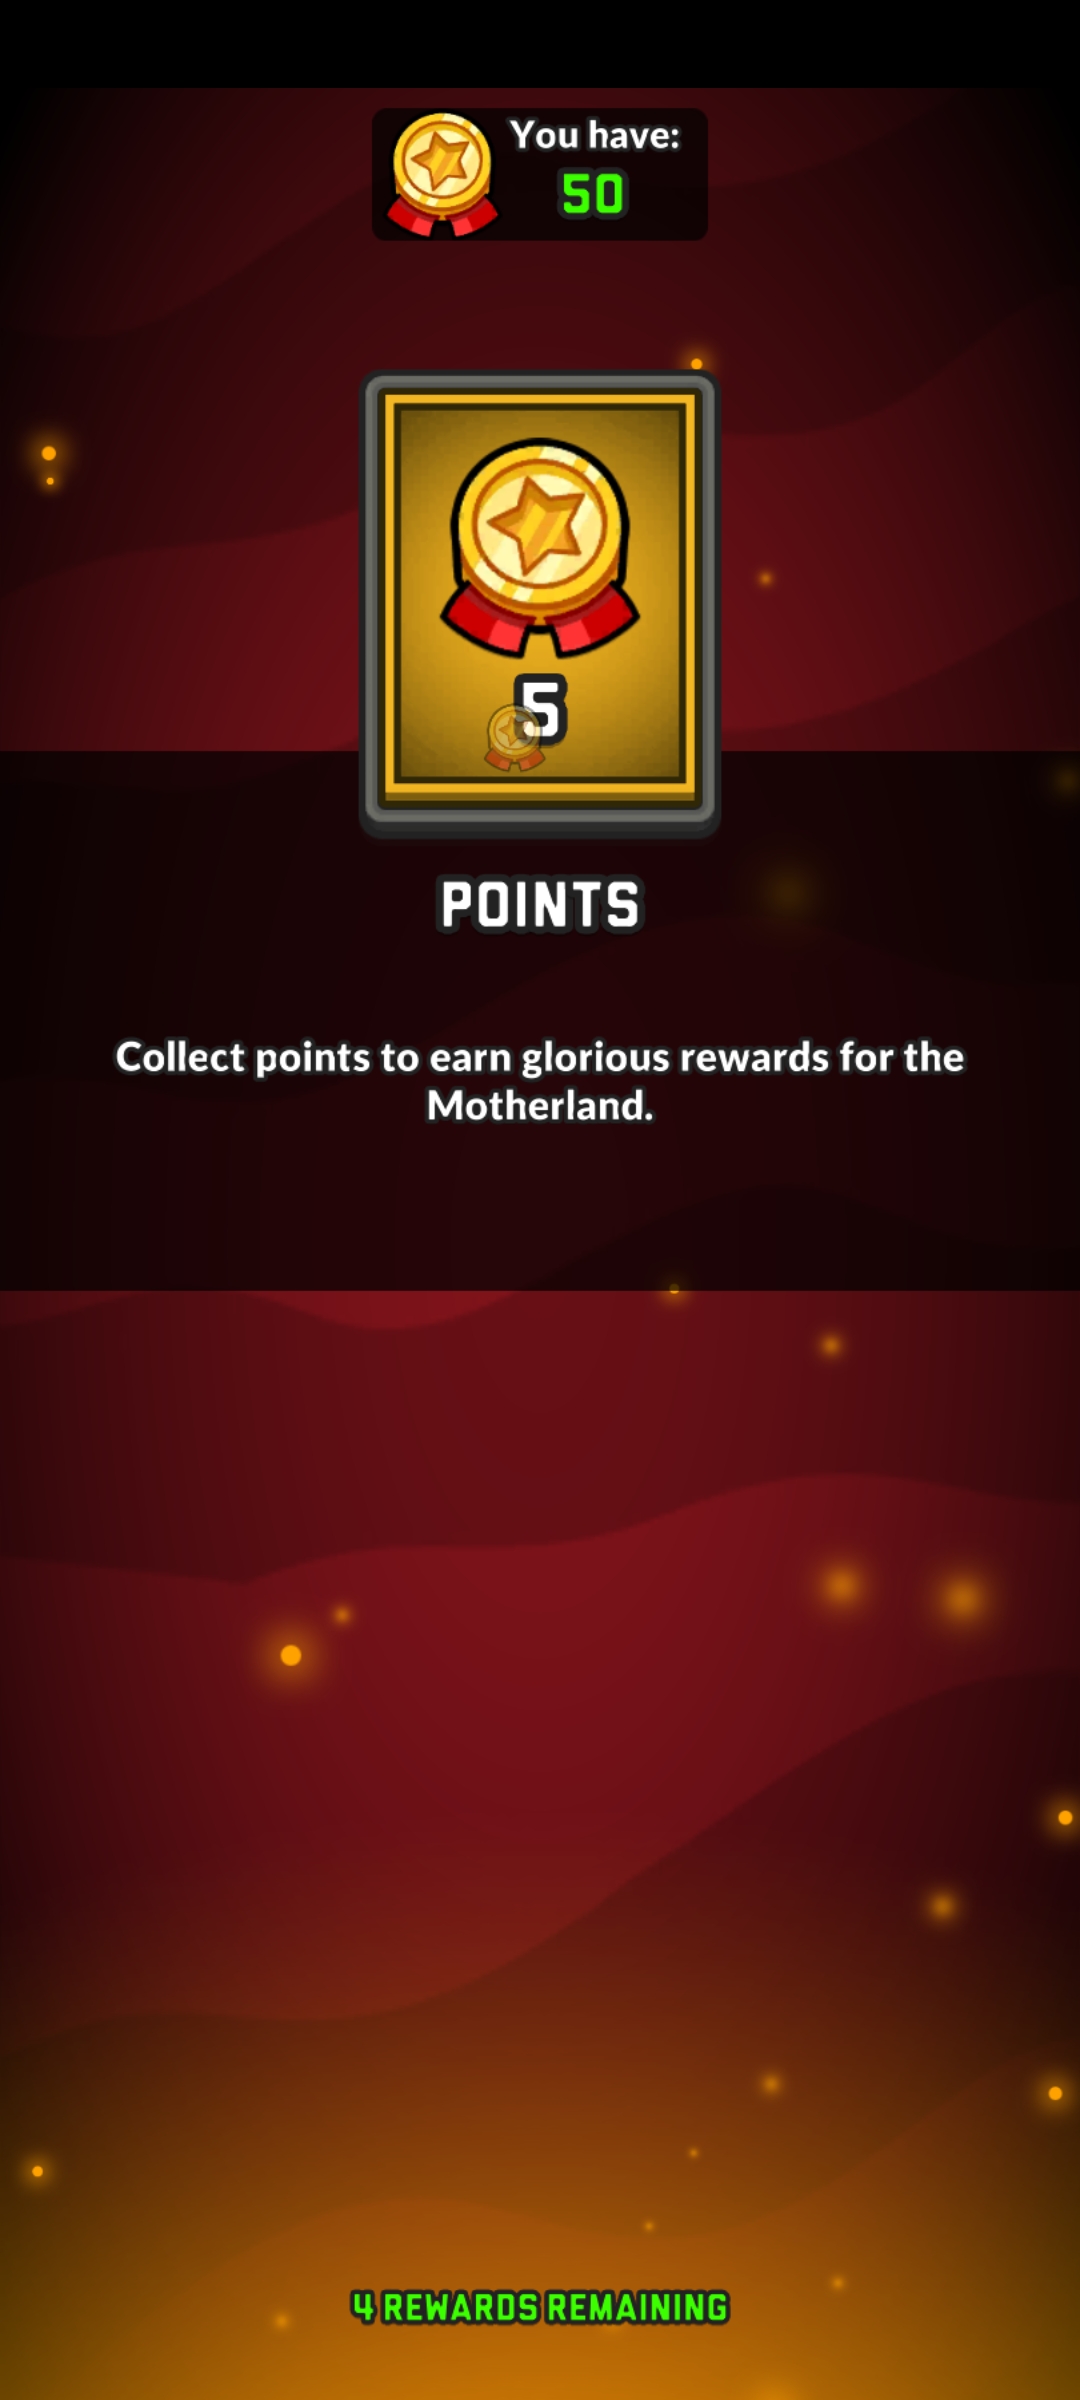 You have:
50
5
POINTS
Collect points to earn glorious rewards for the
Motherland.
4 REWARDS REMAINING